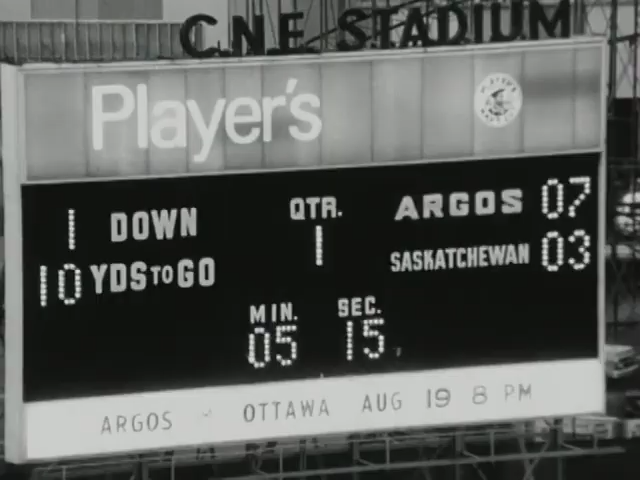 C.N.E. STADIUM
Player's
1 DOWN
10 YDS TO GO
QTR.
1
ARGOS 07
SASKATCHEWAN 03
MIN. SEC.
05 15
ARGOS - OTTAWA AUG 19 8 PM